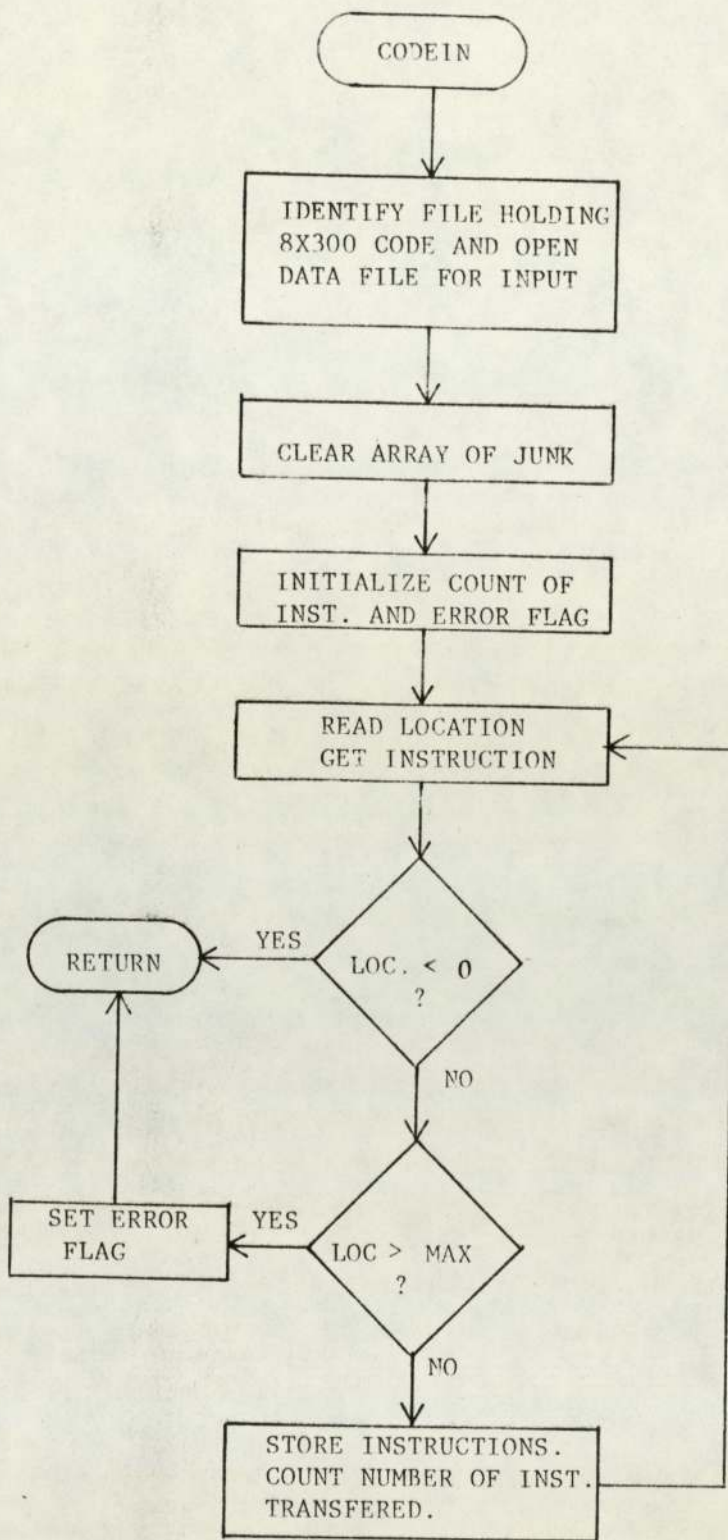 CODEIN
IDENTIFY FILE HOLDING
8X300 CODE AND OPEN
DATA FILE FOR INPUT
CLEAR ARRAY OF JUNK
INITIALIZE COUNT OF
INST. AND ERROR FLAG
READ LOCATION
GET INSTRUCTION
LOC. < 0
?
YES
RETURN
NO
LOC > MAX
?
YES
SET ERROR
FLAG
NO
STORE INSTRUCTIONS.
COUNT NUMBER OF INST.
TRANSFERED.